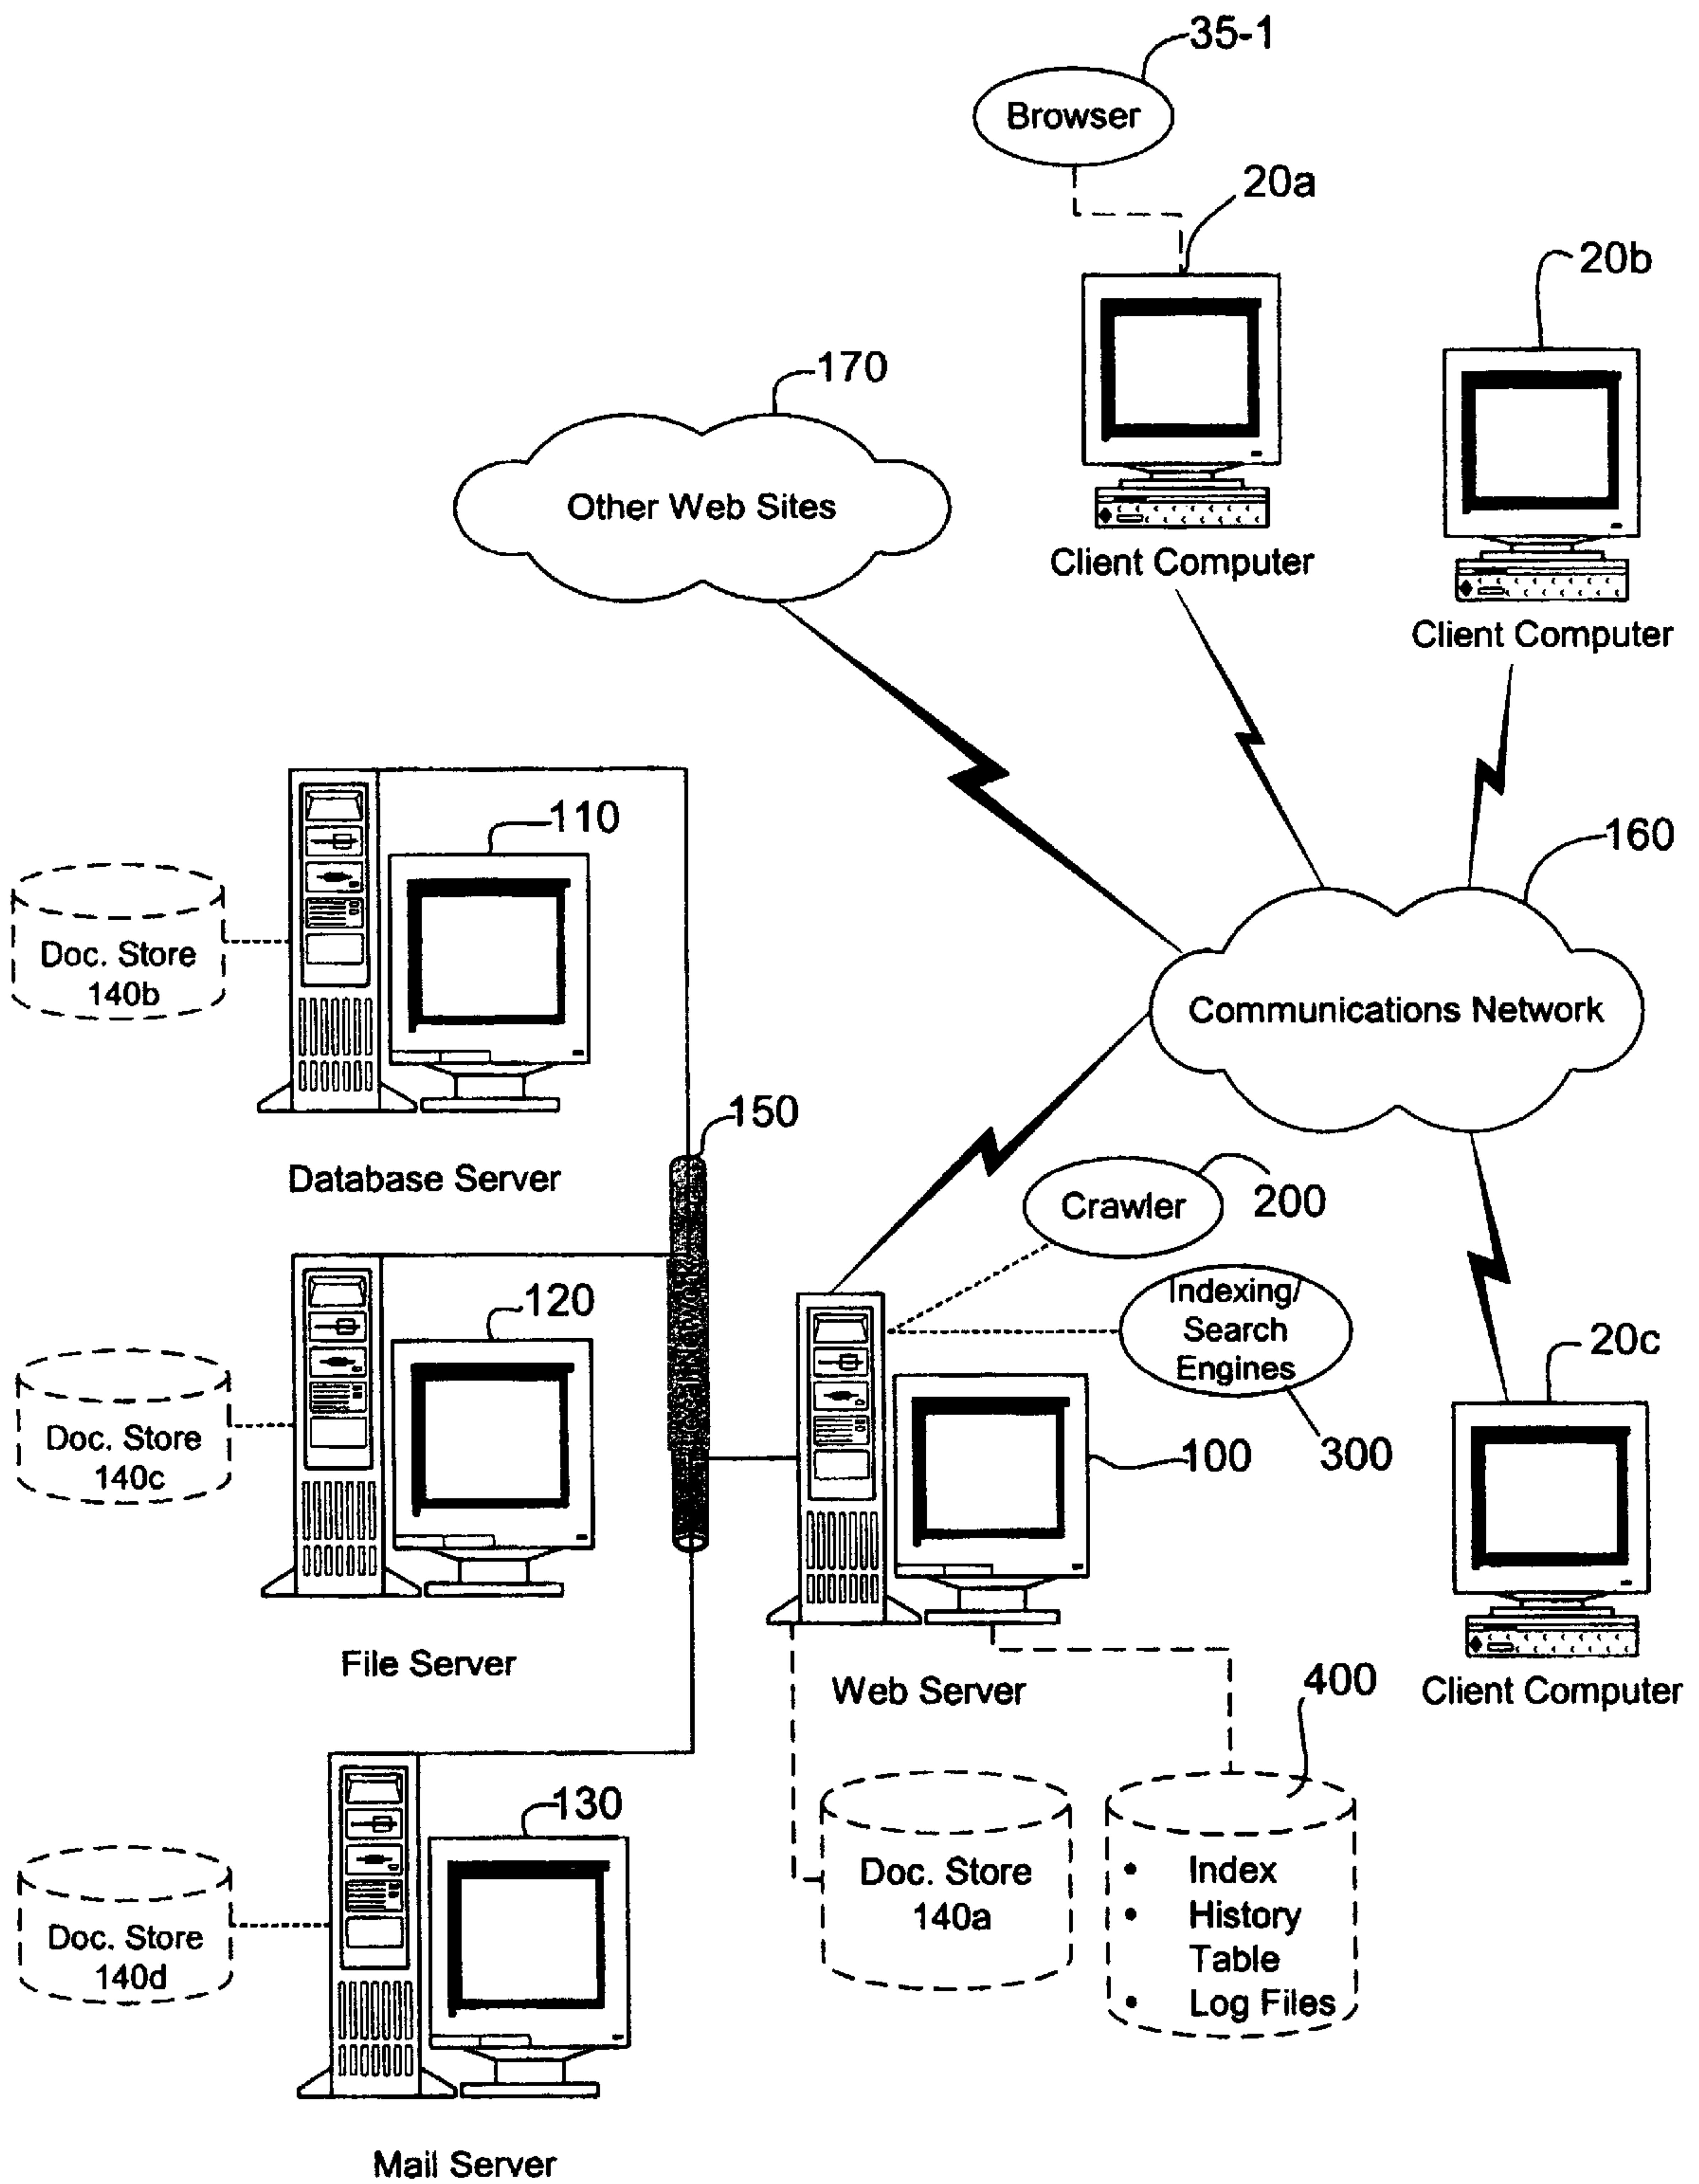 35-1
Browser
20a
20b
170
Other Web Sites
Client Computer
Client Computer
110
160
Doc. Store
140b
Communications Network
150
Database Server
Crawler
200
Local Network
120
Indexing/
Search
Engines
20c
Doc. Store
140c
300
100
File Server
Web Server
400
Client Computer
130
Doc. Store
140a
• Index
• History
Table
• Log Files
Doc. Store
140d
Mail Server